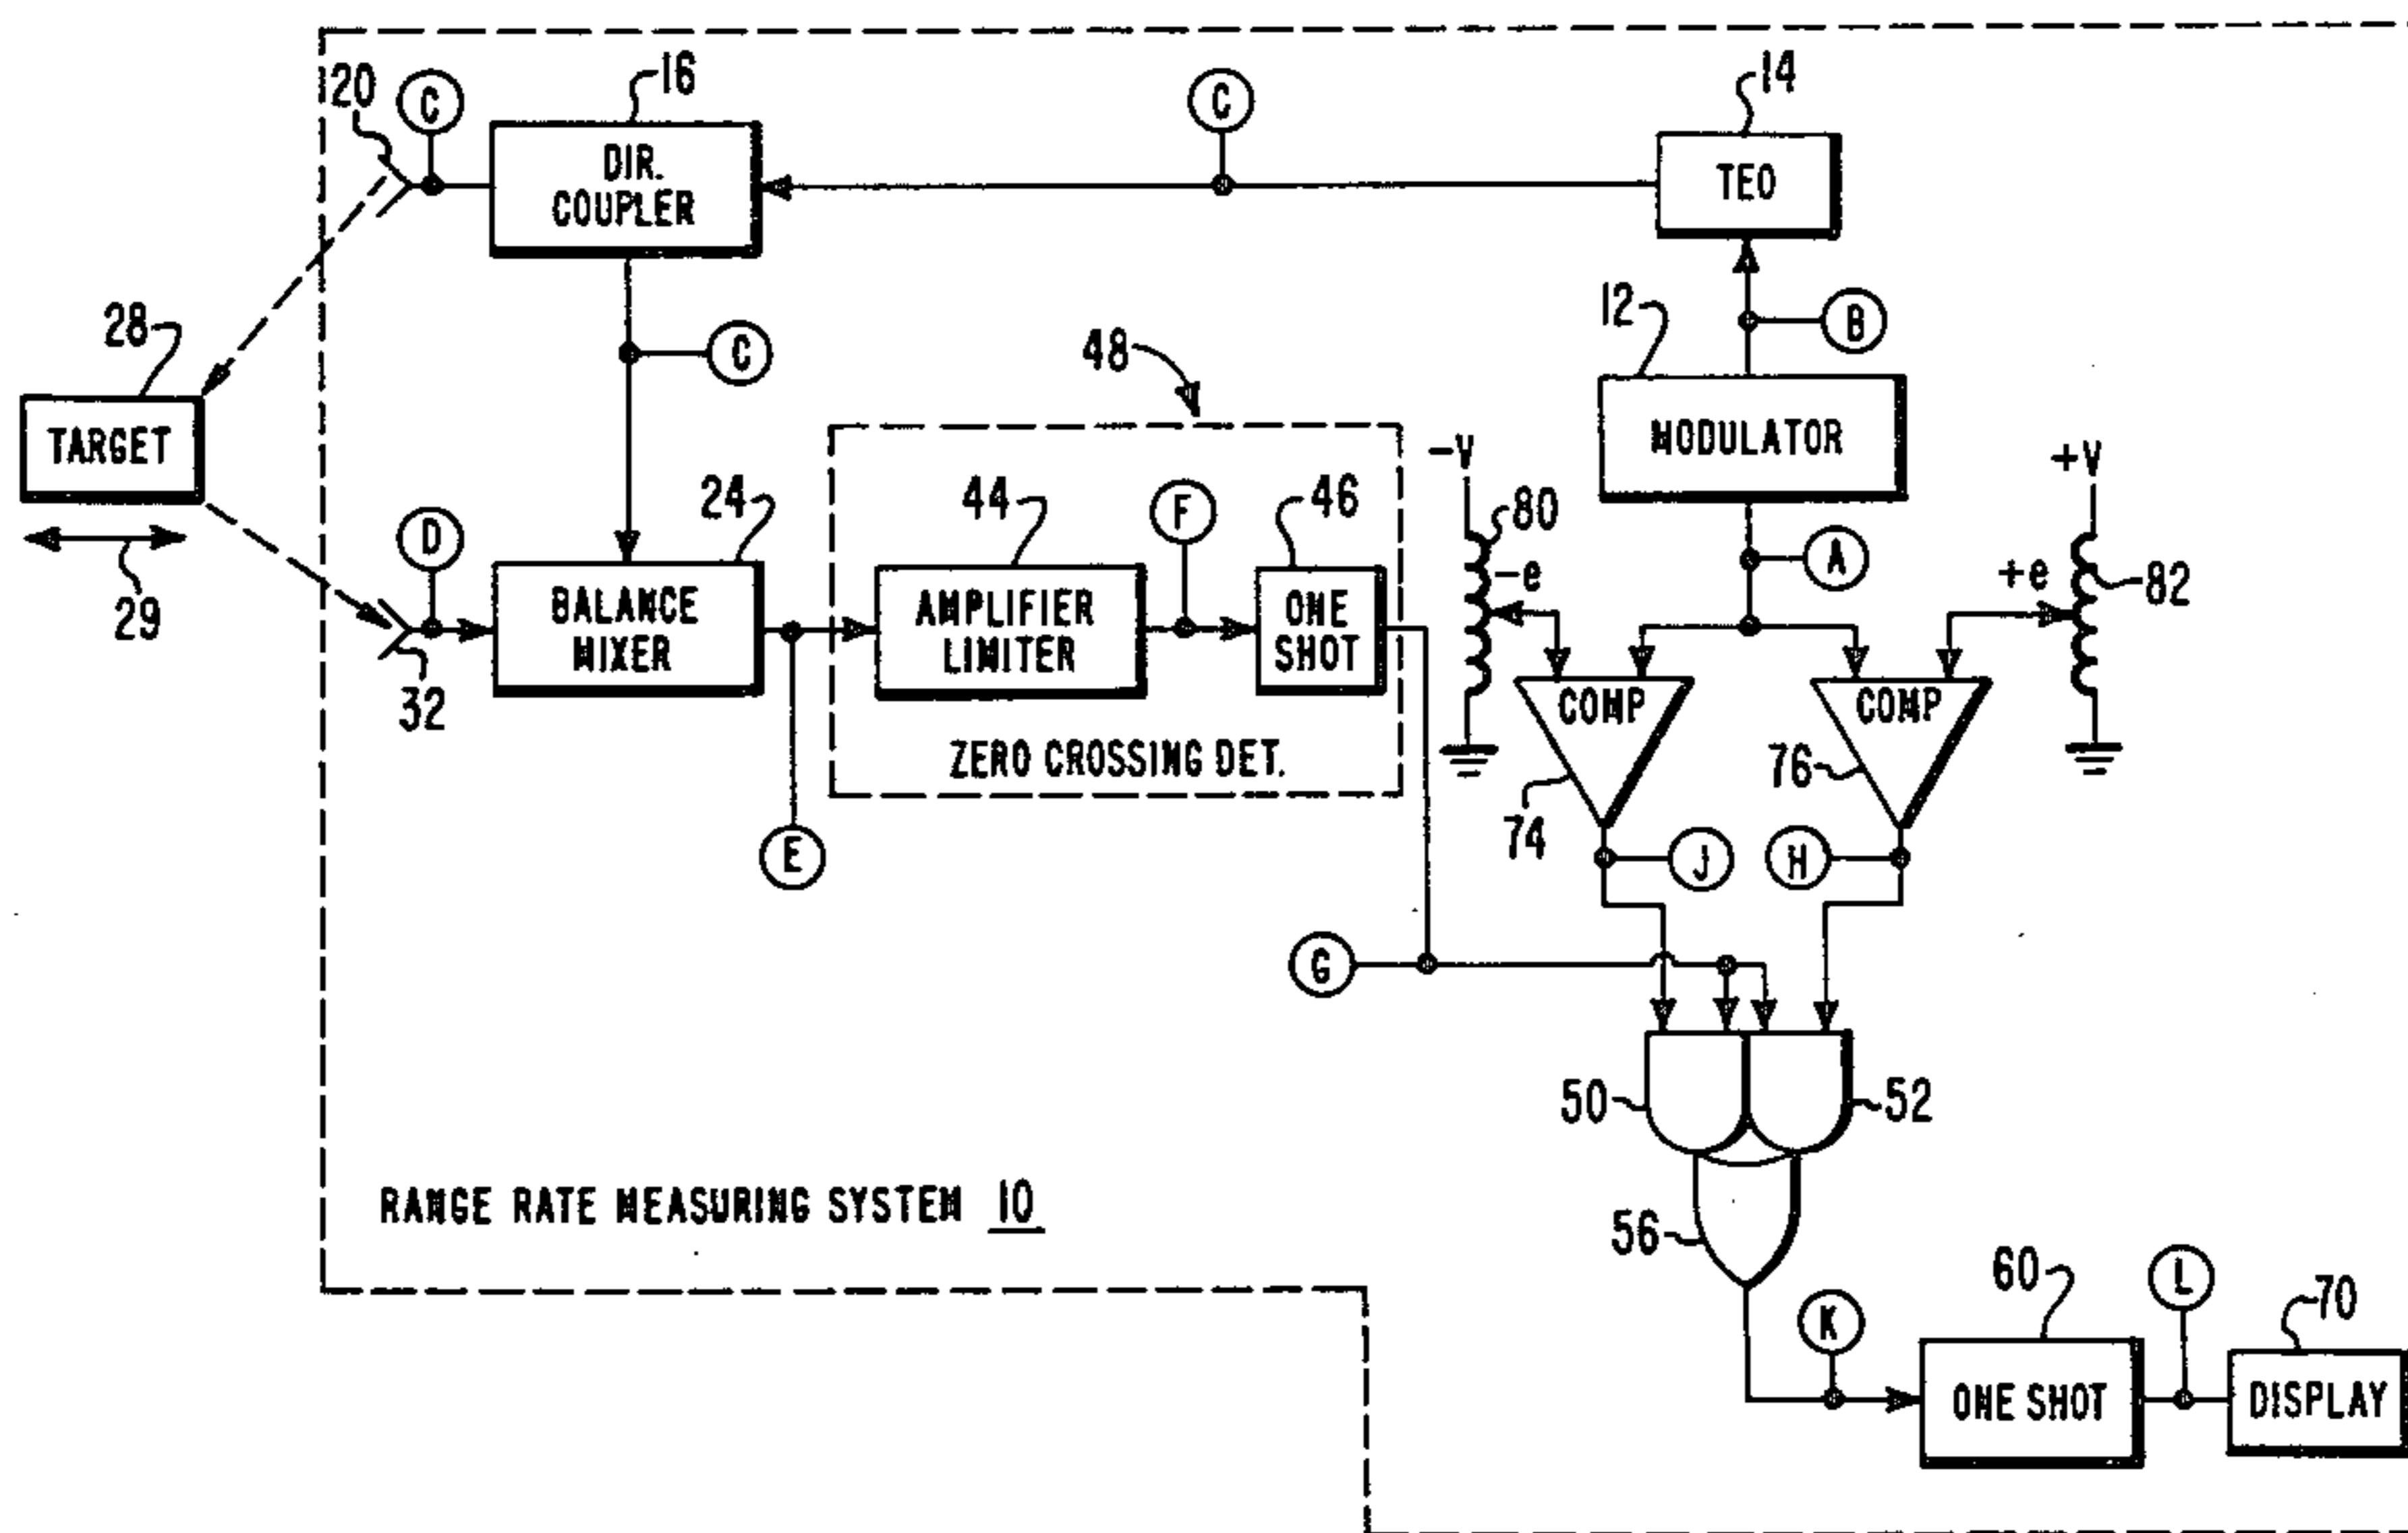 20
C
16
C
14
DIR.
COUPLER
TEO
12
B
28
C
48
TARGET
MODULATOR
-V
+V
24
44
F
46
80
D
-e
A
+e
82
29
BALANCE
MIXER
AMPLIFIER
LIMITER
ONE
SHOT
32
COMP
COMP
ZERO CROSSING DET.
76
74
E
J
H
G
50
52
RANGE RATE MEASURING SYSTEM 10
56
60
L
70
K
ONE SHOT
DISPLAY